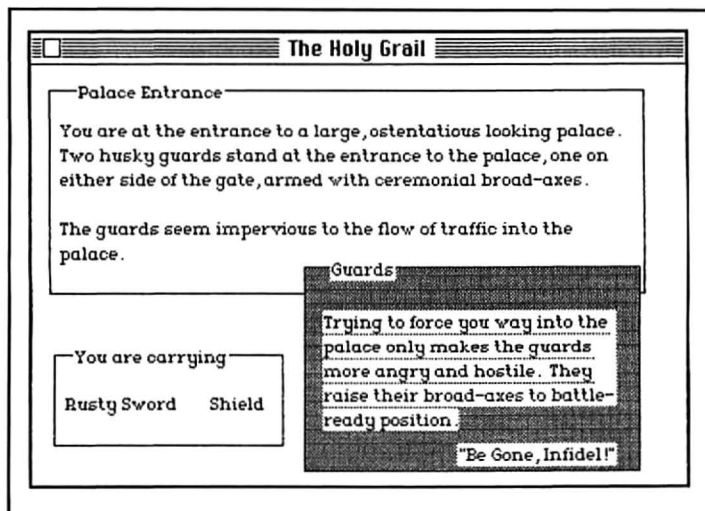 The Holy Grail
Palace Entrance
You are at the entrance to a large, ostentatious looking palace.
Two husky guards stand at the entrance to the palace, one on
either side of the gate, armed with ceremonial broad-axes.
The guards seem impervious to the flow of traffic into the
palace.
Guards
Trying to force you way into the
palace only makes the guards
more angry and hostile. They
raise their broad-axes to battle-
ready position.
"Be Gone, Infidel!"
You are carrying
Rusty Sword Shield